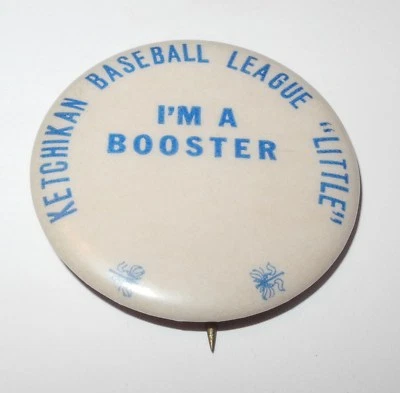 KETCHIKAN BASEBALL LEAGUE "LITTLE"
I'M A
BOOSTER